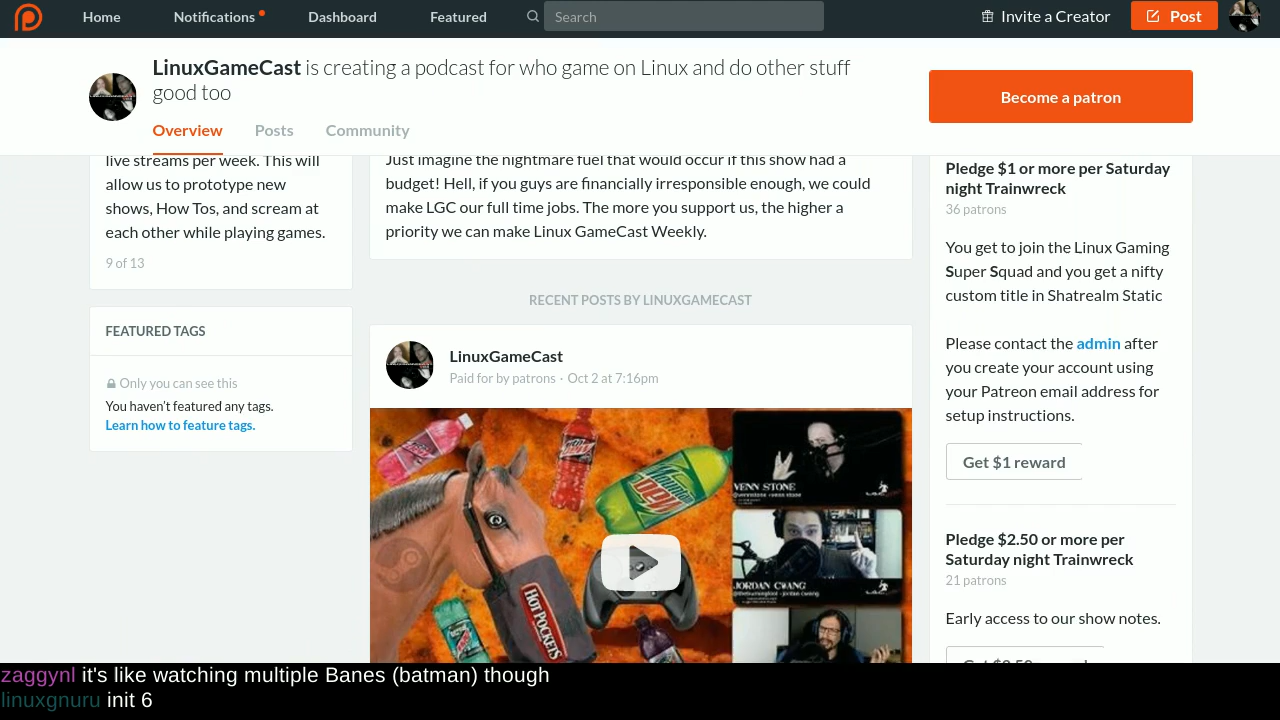 Home Notifications Dashboard Featured Search Invite a Creator Post
LinuxGameCast is creating a podcast for who game on Linux and do other stuff
good too
Become a patron
Overview Posts Community
live streams per week. This will
allow us to prototype new
shows, How Tos, and scream at
each other while playing games.
9 of 13
FEATURED TAGS
Only you can see this
You haven't featured any tags.
Learn how to feature tags.
Just imagine the nightmare fuel that would occur if this show had a
budget! Hell, if you guys are financially irresponsible enough, we could
make LGC our full time jobs. The more you support us, the higher a
priority we can make Linux GameCast Weekly.
RECENT POSTS BY LINUXGAMECAST
LinuxGameCast
Paid for by patrons · Oct 2 at 7:16pm
VENN STONE
JORDAN CWANG
HOT POCKETS
Pledge $1 or more per Saturday
night Trainwreck
36 patrons
You get to join the Linux Gaming
Super Squad and you get a nifty
custom title in Shatrealm Static
Please contact the admin after
you create your account using
your Patreon email address for
setup instructions.
Get $1 reward
Pledge $2.50 or more per
Saturday night Trainwreck
21 patrons
Early access to our show notes.
zaggynl it's like watching multiple Banes (batman) though
linuxgnuru init 6